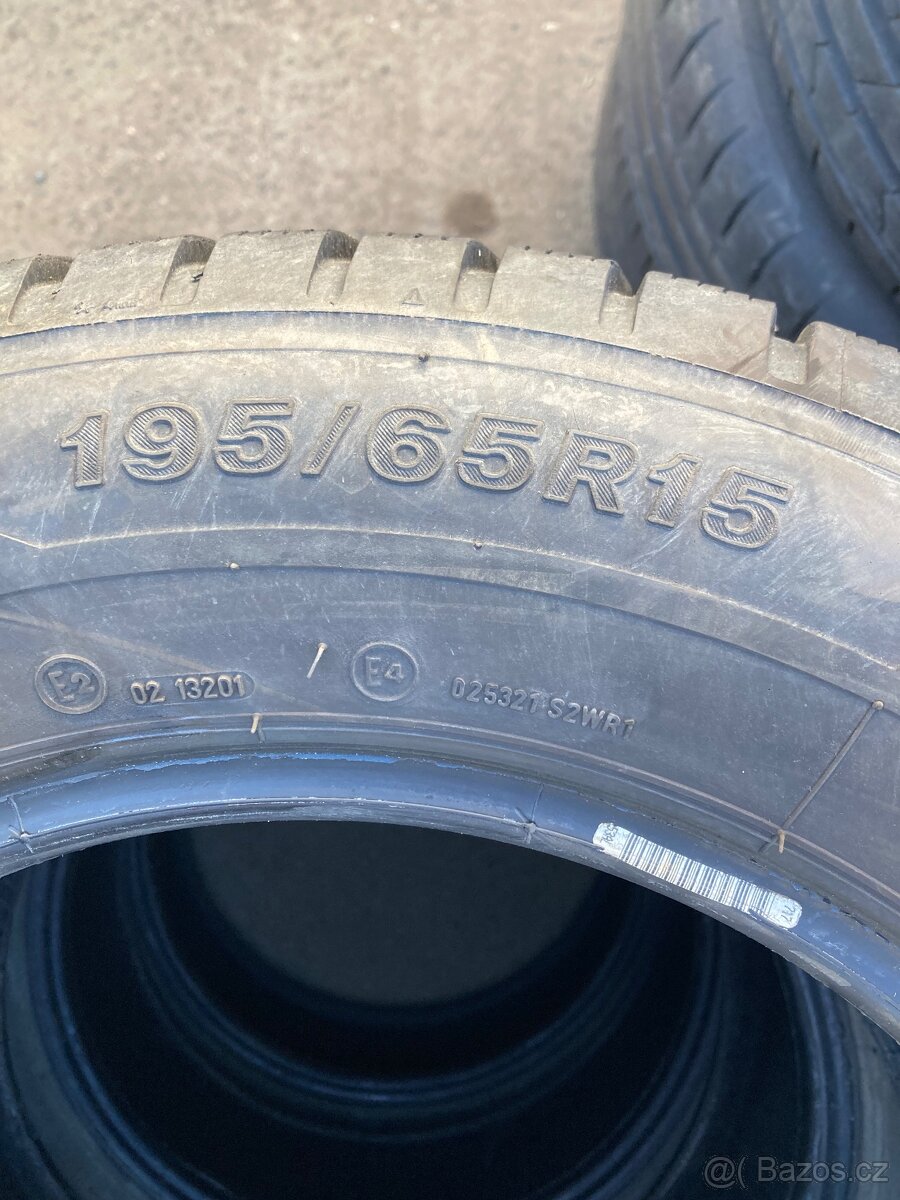 195/65R15
E2 02 13201 E4 025321 S2WR1
@( Bazos.cz